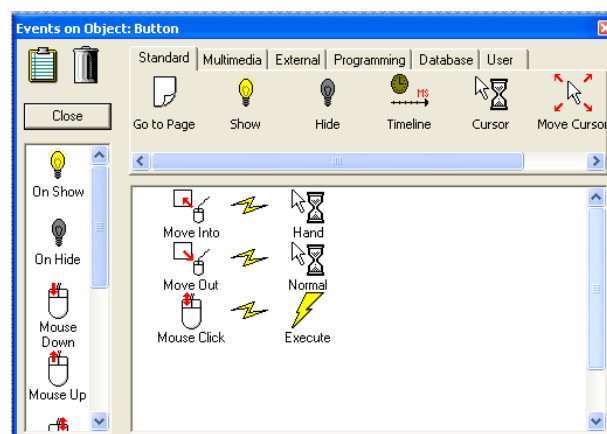 Events on Object: Button
Standard Multimedia External Programming Database User
MS
Close
Go to Page Show Hide Timeline Cursor Move Cursor
On Show
On Hide
Mouse
Down
Mouse Up
Move Into Hand
Move Out Normal
Mouse Click Execute